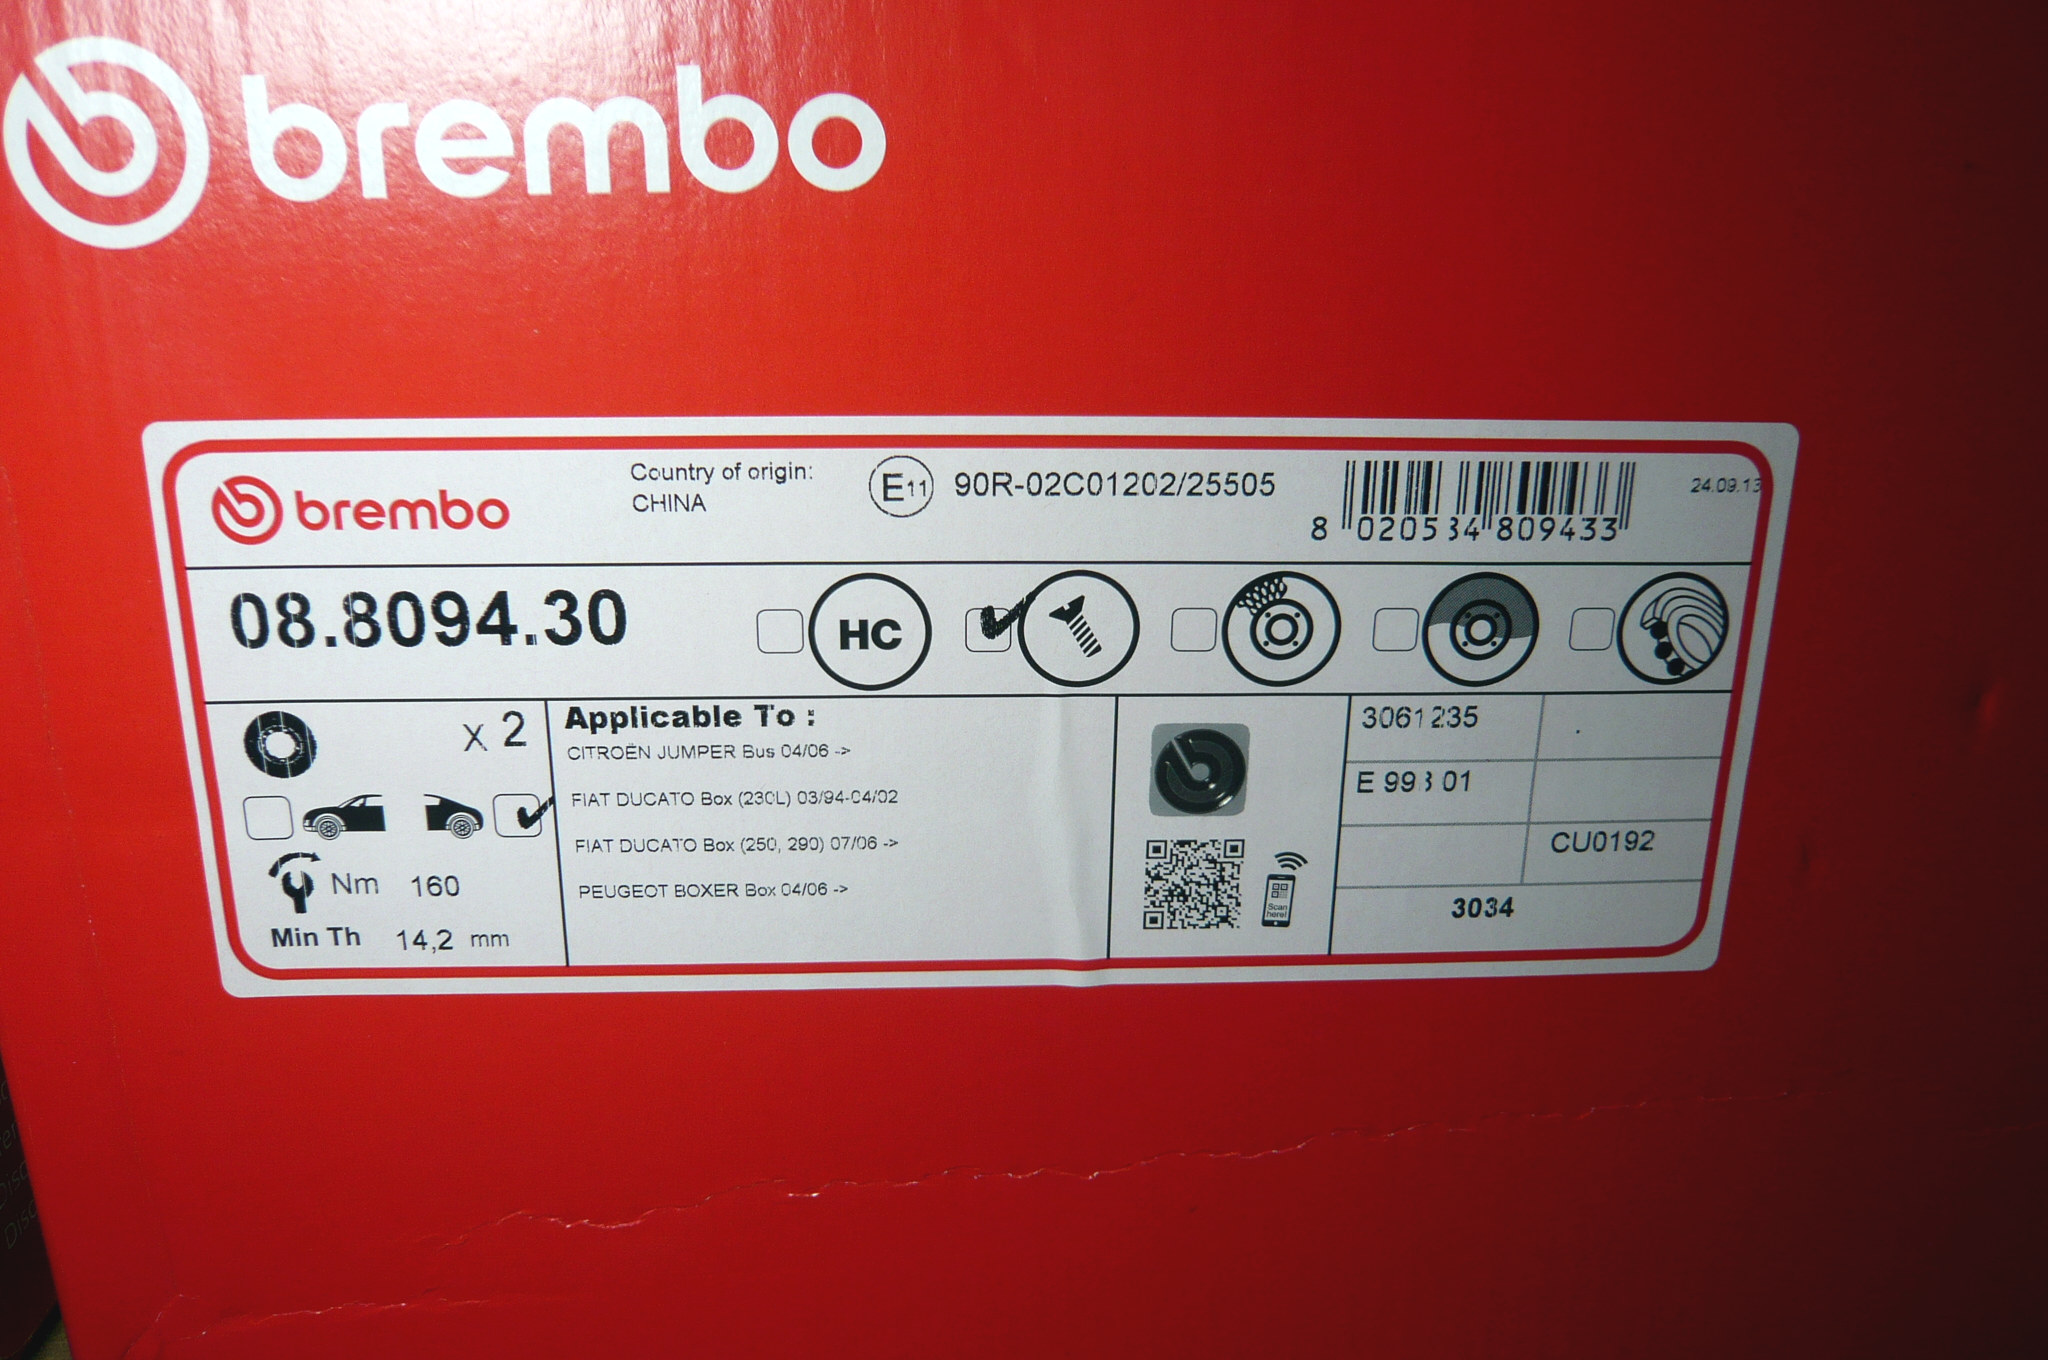 brembo
brembo
Country of origin:
CHINA
E11
90R-02C01202/25505
8 020584 809433
24.09.13
08.8094.30
HC
x 2
Nm 160
Min Th 14,2 mm
Applicable To :
CITROËN JUMPER Bus 04/06 ->
FIAT DUCATO Box (230L) 03/94-04/02
FIAT DUCATO Box (250, 290) 07/06 ->
PEUGEOT BOXER Box 04/06 ->
Scan
here!
3061235
CU0192
3034